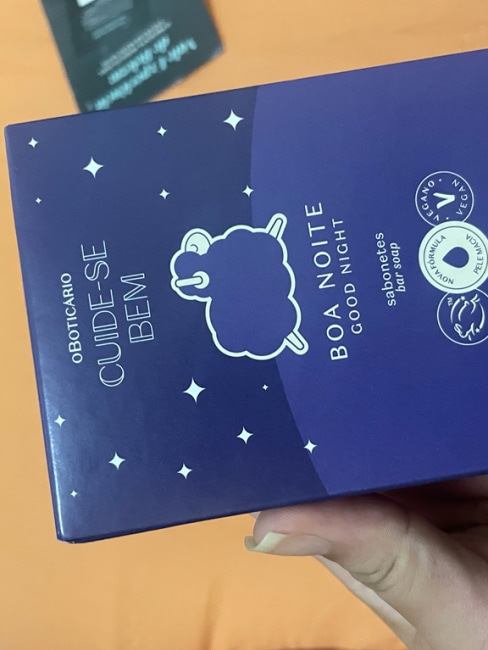 oBOTICÁRIO
CUIDE-SE
BEM
BOA NOITE
GOOD NIGHT
sabonetes
bar soap
VEGANO • VEGAN •
V
NOVA FÓRMULA
PELE MACIA